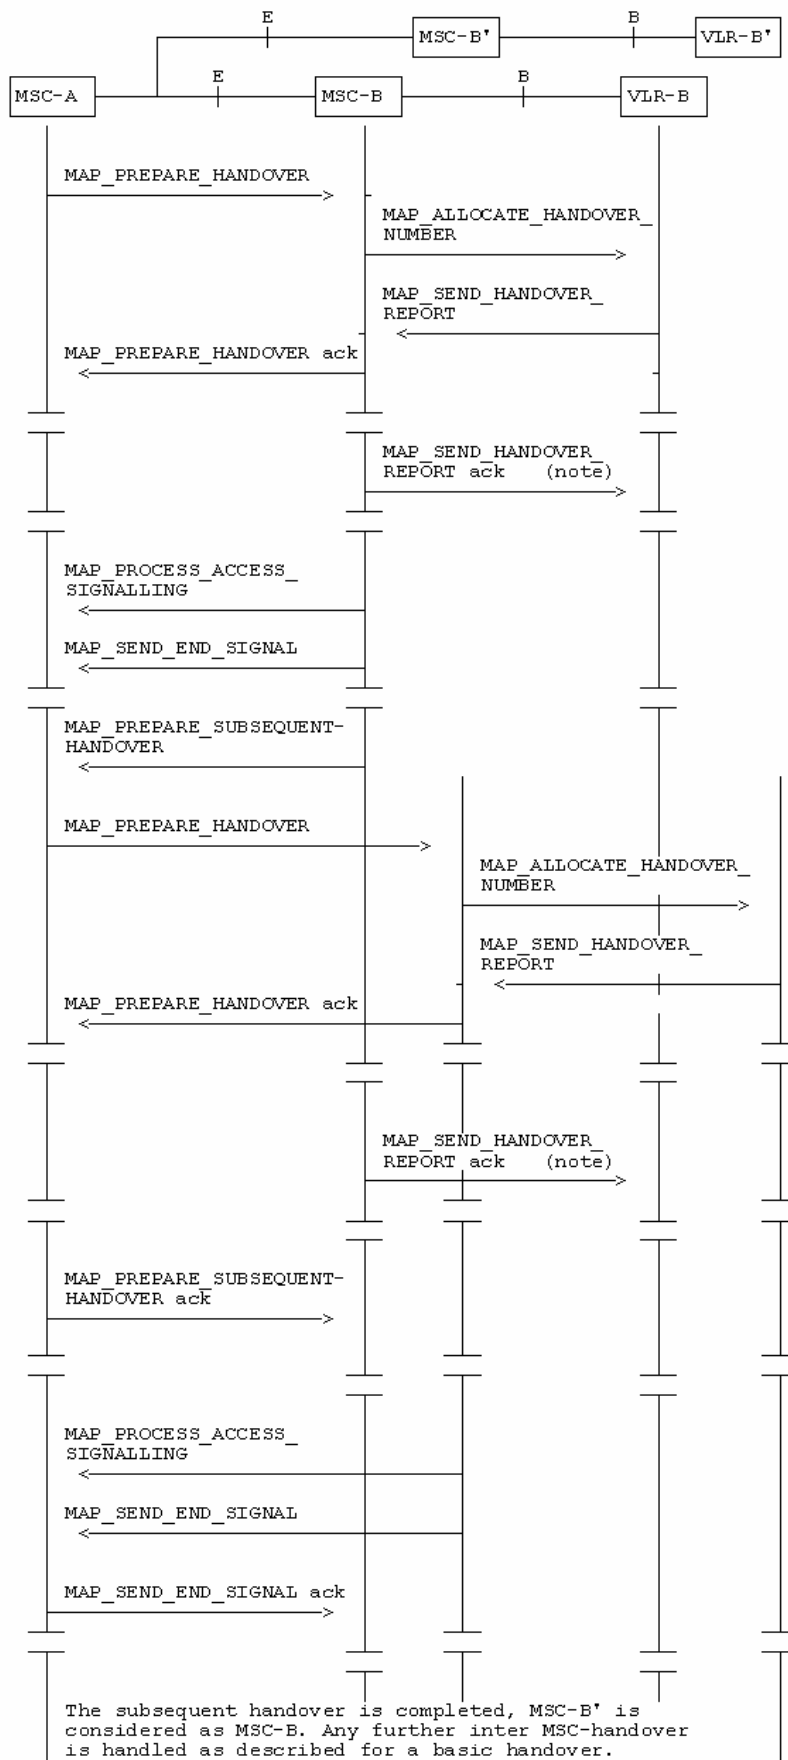 E
B
MSC-B'
VLR-B'
E
B
MSC-A
MSC-B
VLR-B
MAP_PREPARE_HANDOVER
MAP_ALLOCATE_HANDOVER_
NUMBER
MAP_SEND_HANDOVER_
REPORT
MAP_PREPARE_HANDOVER ack
MAP_SEND_HANDOVER_
REPORT ack (note)
MAP_PROCESS_ACCESS_
SIGNALLING
MAP_SEND_END_SIGNAL
MAP_PREPARE_SUBSEQUENT-
HANDOVER
MAP_PREPARE_HANDOVER
MAP_ALLOCATE_HANDOVER_
NUMBER
MAP_SEND_HANDOVER_
REPORT
MAP_PREPARE_HANDOVER ack
MAP_SEND_HANDOVER_
REPORT ack (note)
MAP_PREPARE_SUBSEQUENT-
HANDOVER ack
MAP_PROCESS_ACCESS_
SIGNALLING
MAP_SEND_END_SIGNAL
MAP_SEND_END_SIGNAL ack
The subsequent handover is completed, MSC-B' is
considered as MSC-B. Any further inter MSC-handover
is handled as described for a basic handover.